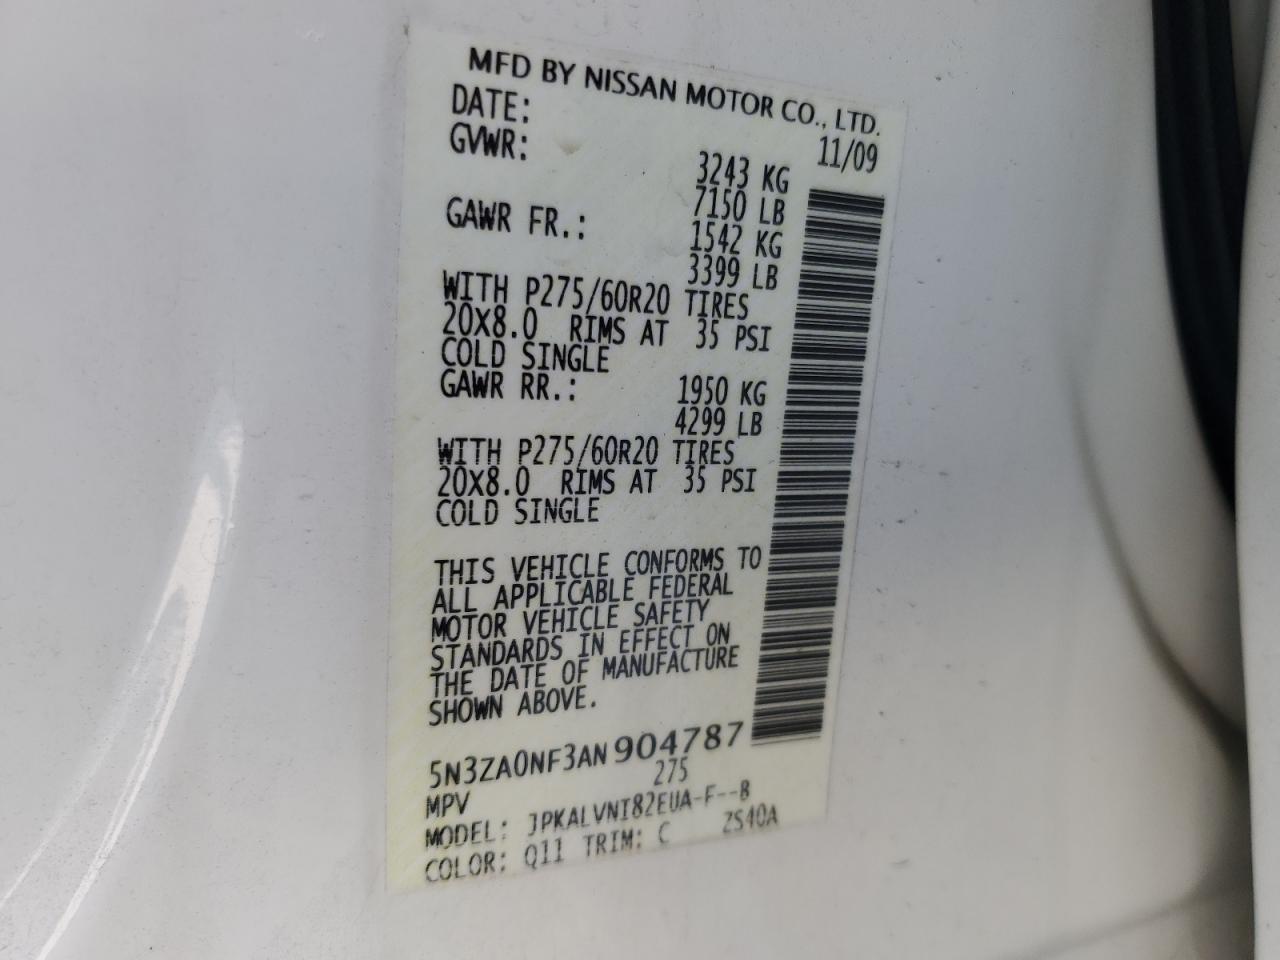 MFD BY NISSAN MOTOR CO., LTD.
DATE: 11/09
GVWR: 3243 KG
7150 LB
GAWR FR.: 1542 KG
3399 LB
WITH P275/60R20 TIRES
20X8.0 RIMS AT 35 PSI
COLD SINGLE
GAWR RR.: 1950 KG
4299 LB
WITH P275/60R20 TIRES
20X8.0 RIMS AT 35 PSI
COLD SINGLE
THIS VEHICLE CONFORMS TO
ALL APPLICABLE FEDERAL
MOTOR VEHICLE SAFETY
STANDARDS IN EFFECT ON
THE DATE OF MANUFACTURE
SHOWN ABOVE.
5N3ZA0NF3AN904787
MPV 275
MODEL: JPKALVNI82EUA-F--B
COLOR: Q11 TRIM: C ZS40A